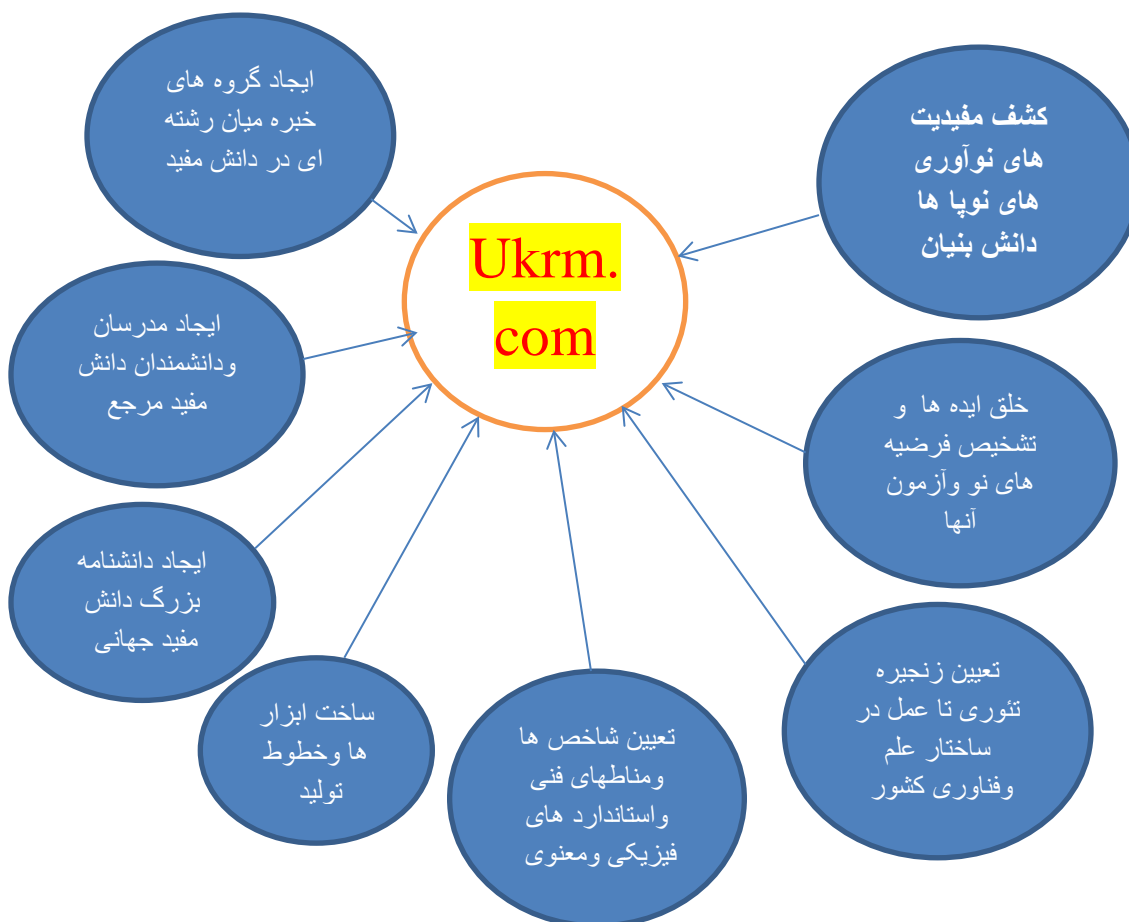 ایجاد گروه های
خبره میان رشته
ای در دانش مفید
کشف مفیدیت
های نوآوری
های نوپا ها
دانش بنیان
Ukrm.
com
ایجاد مدرسان
ودانشمندان دانش
مفید مرجع
خلق ایده ها و
تشخیص فرضیه
های نو وآزمون
آنها
ایجاد دانشنامه
بزرگ دانش
مفید جهانی
تعیین زنجیره
تئوری تا عمل در
ساختار علم
وفناوری کشور
ساخت ابزار
ها وخطوط
تولید
تعیین شاخص ها
ومناطهای فنی
واستاندارد های
فیزیکی ومعنوی